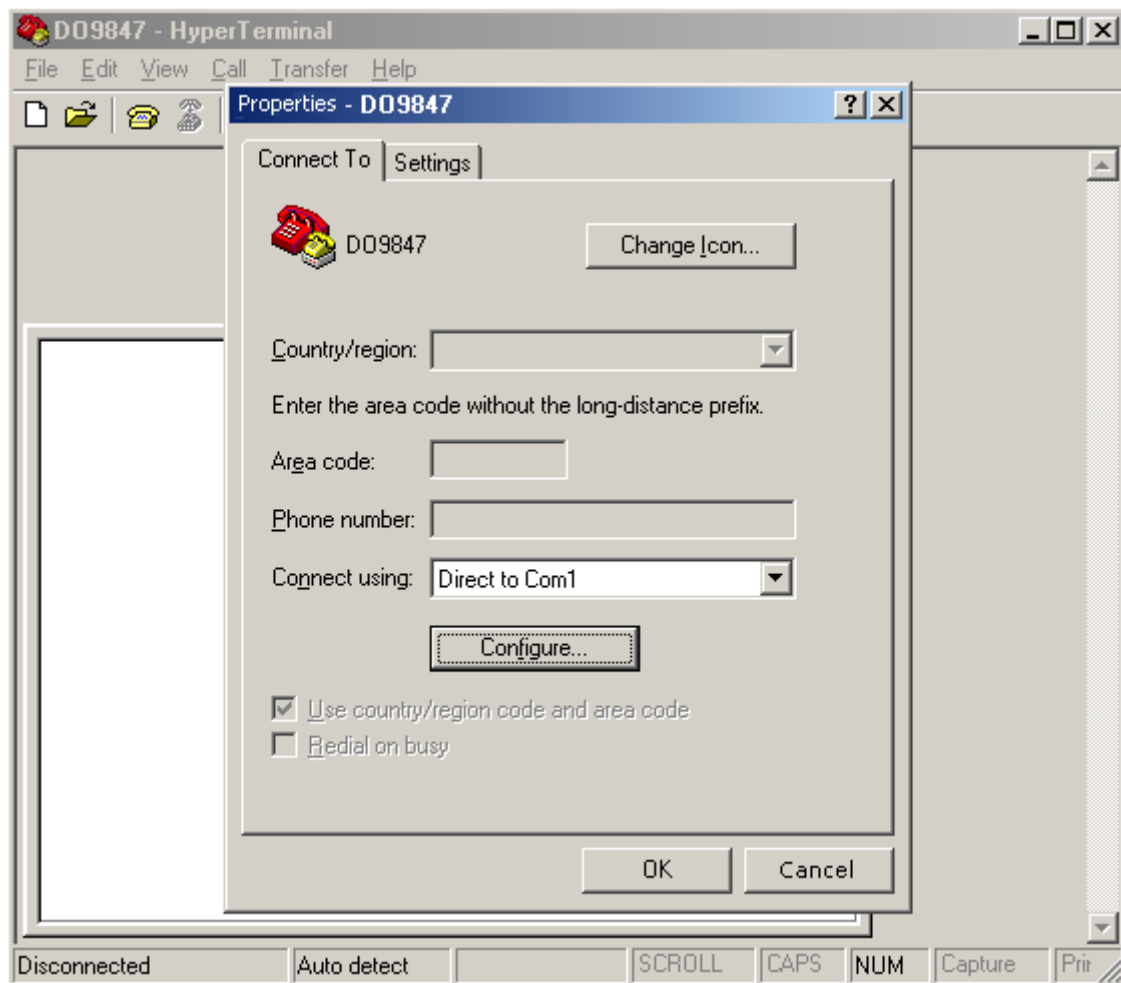 DO9847 - HyperTerminal
File Edit View Call Transfer Help
Properties - DO9847
Connect To Settings
DO9847 Change Icon...
Country/region:
Enter the area code without the long-distance prefix.
Area code:
Phone number:
Connect using: Direct to Com1
Configure...
Use country/region code and area code
Redial on busy
OK Cancel
Disconnected Auto detect SCROLL CAPS NUM Capture Prir